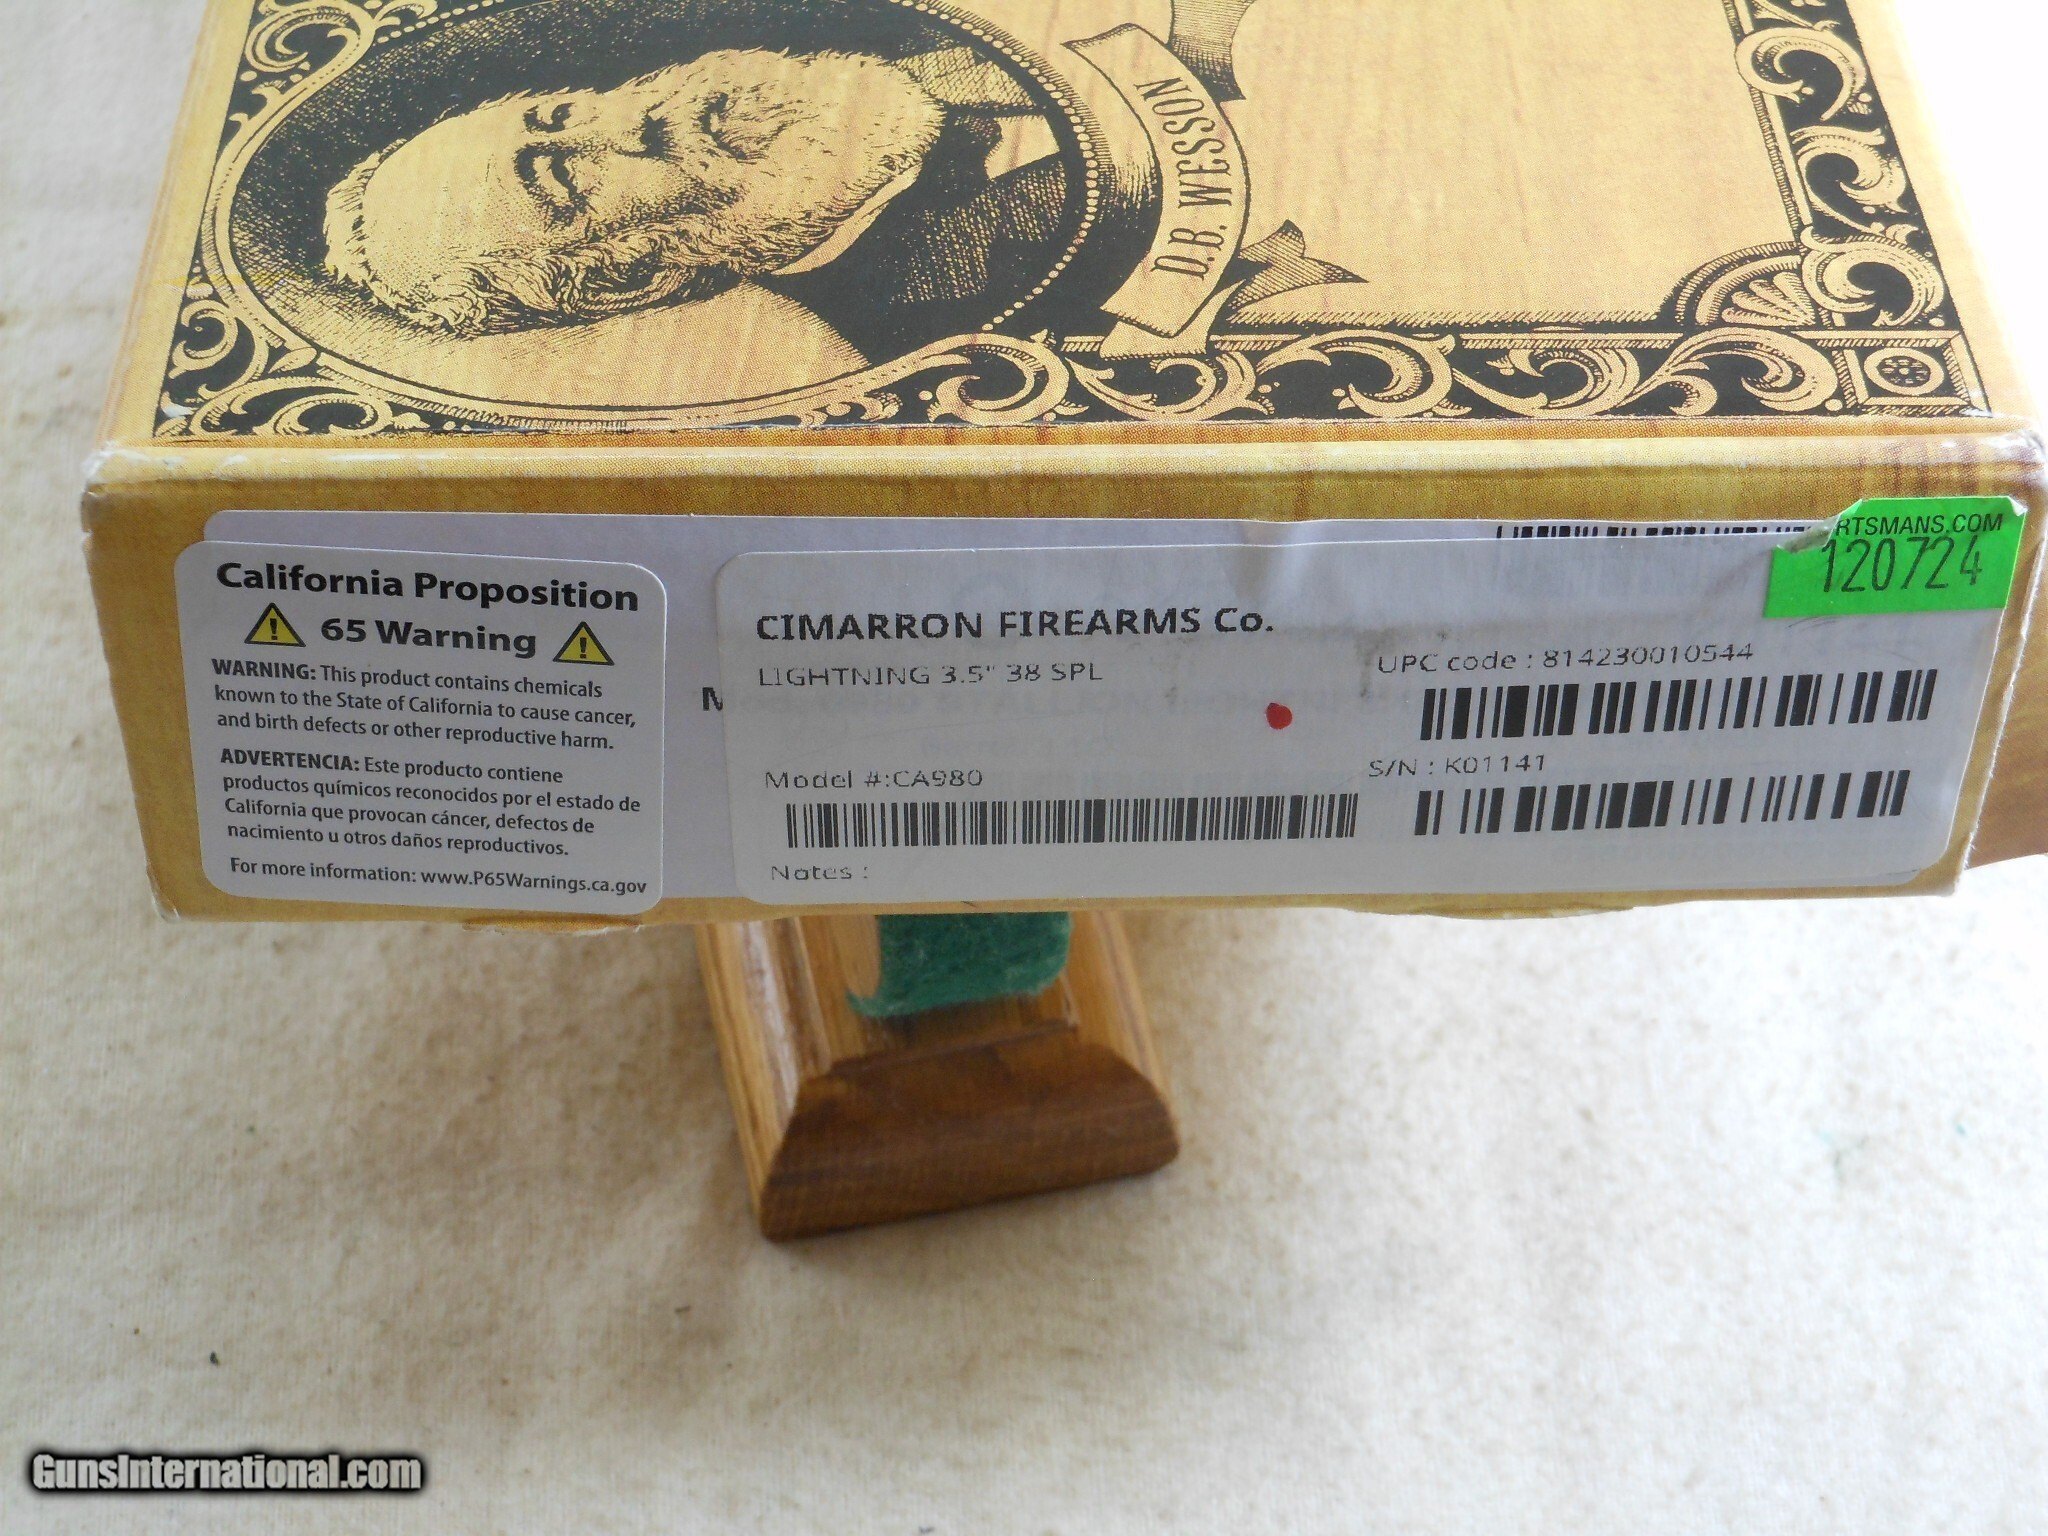 D.B. WESSON
RTSMANS.COM
120724
California Proposition
65 Warning
WARNING: This product contains chemicals
known to the State of California to cause cancer,
and birth defects or other reproductive harm.
ADVERTENCIA: Este producto contiene
productos químicos reconocidos por el estado de
California que provocan cáncer, defectos de
nacimiento u otros daños reproductivos.
For more information: www.P65Warnings.ca.gov
M
CIMARRON FIREARMS Co.
LIGHTNING 3.5" 38 SPL
UPC code : 814230010544
Model #:CA980
S/N : K01141
Notes :
GunsInternational.com